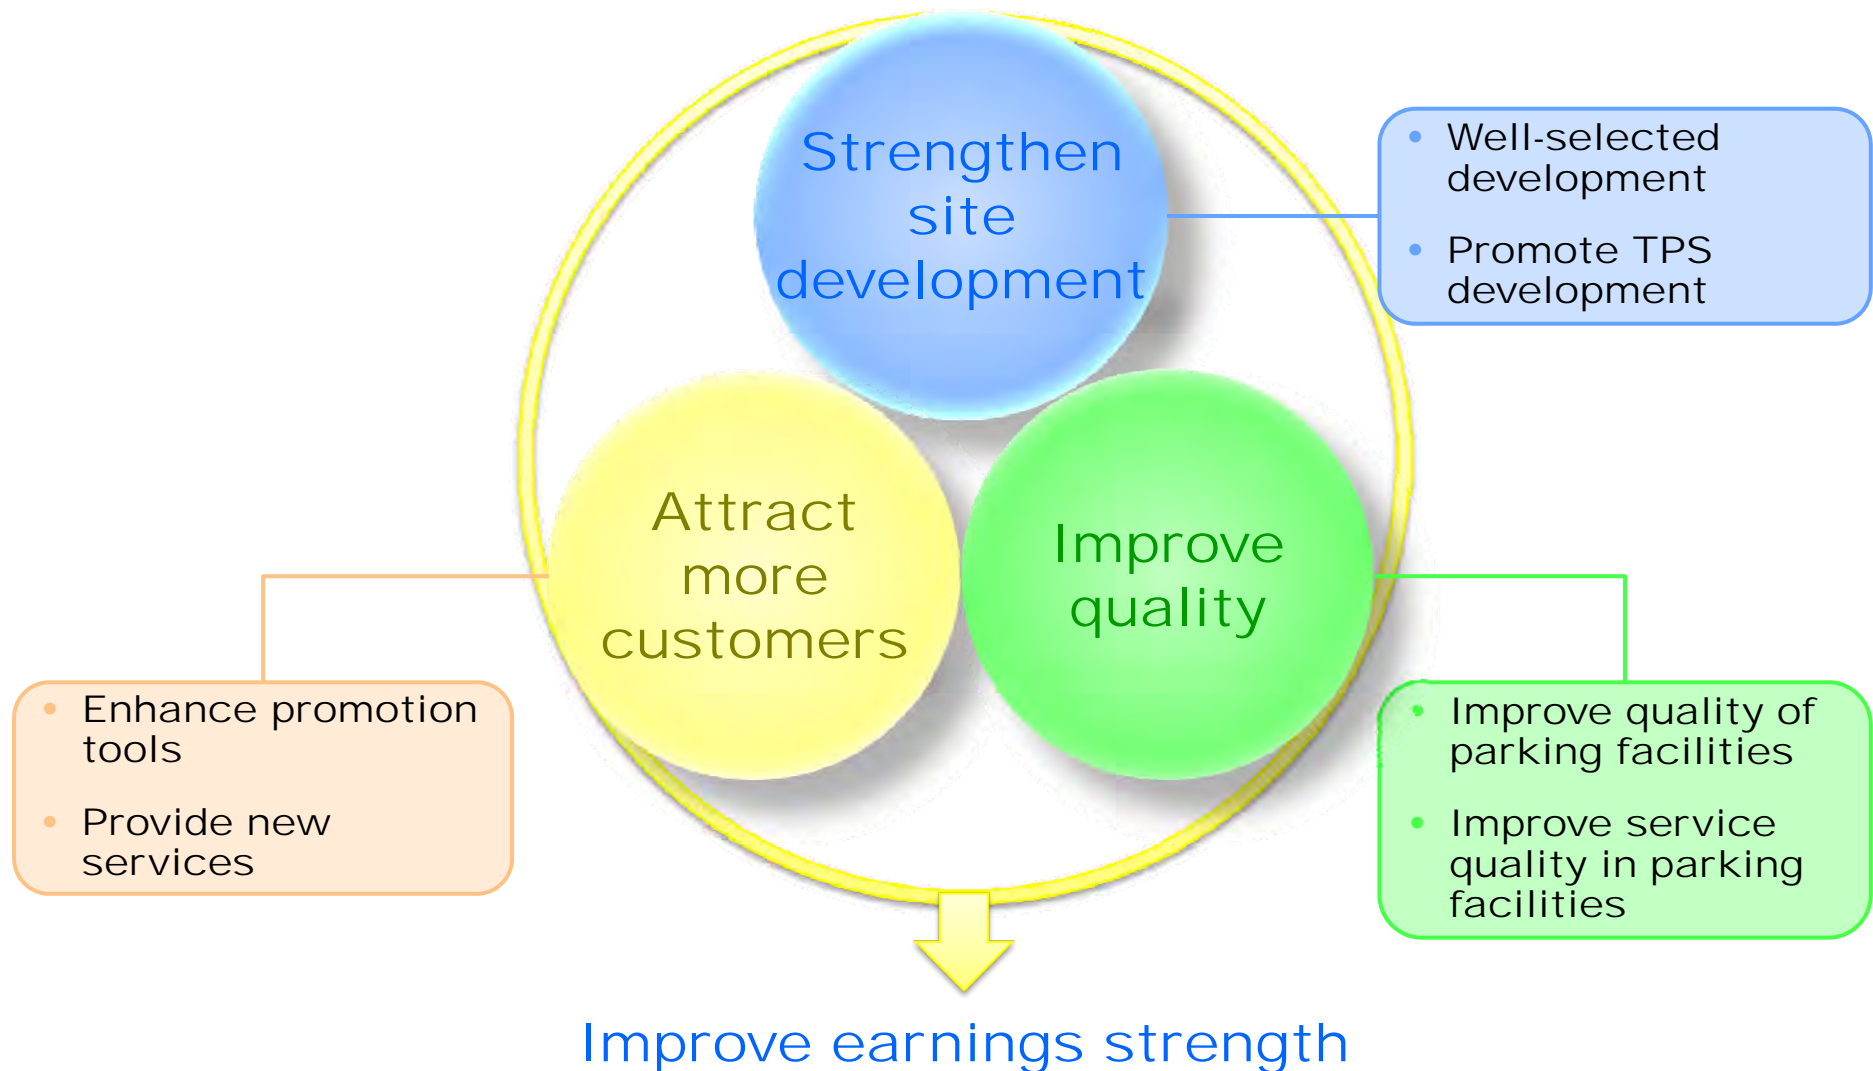 Strengthen
site
development
• Well-selected
development
• Promote TPS
development
Attract
more
customers
Improve
quality
• Enhance promotion
tools
• Provide new
services
• Improve quality of
parking facilities
• Improve service
quality in parking
facilities
Improve earnings strength